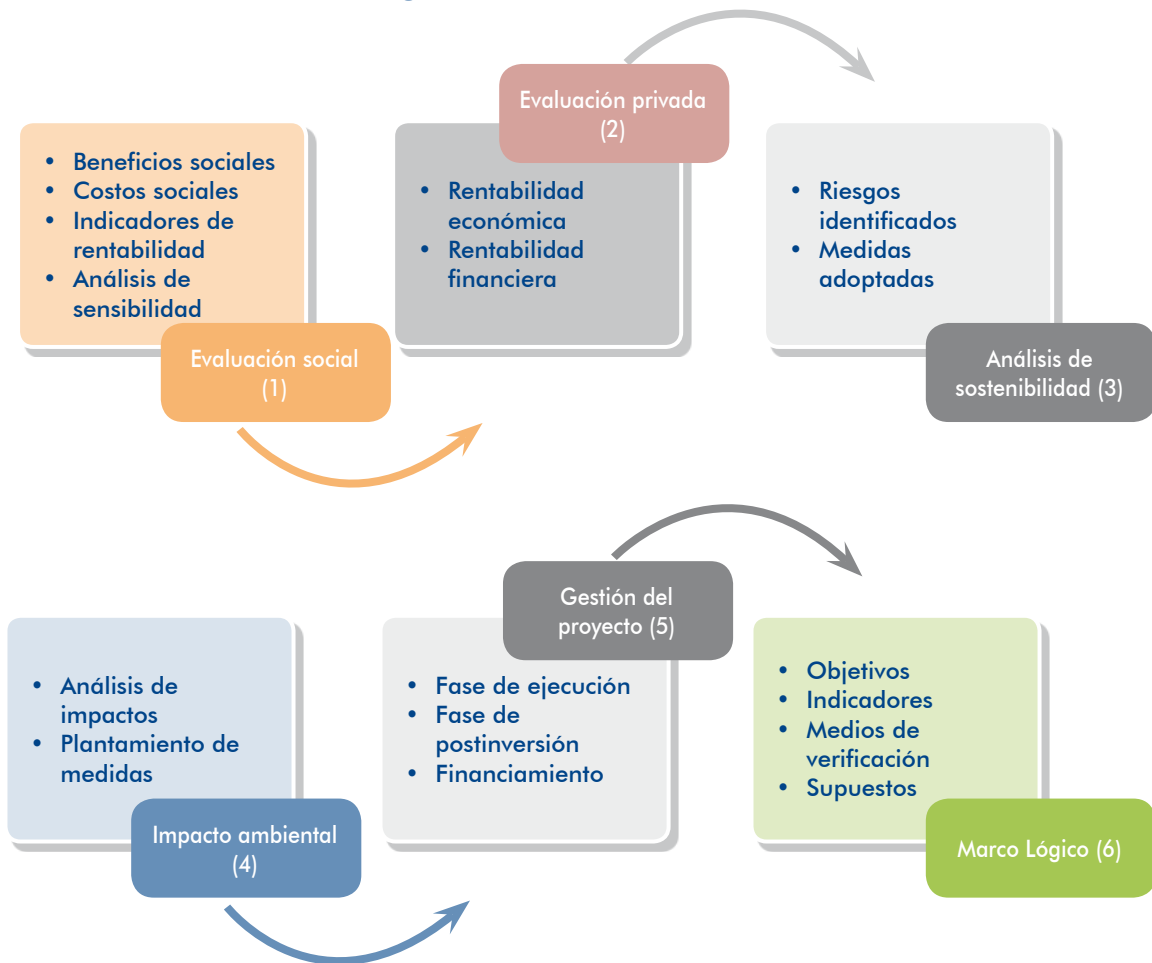 • Beneficios sociales
• Costos sociales
• Indicadores de
rentabilidad
• Análisis de
sensibilidad
Evaluación social
(1)
Evaluación privada
(2)
• Rentabilidad
económica
• Rentabilidad
financiera
• Riesgos
identificados
• Medidas
adoptadas
Análisis de
sostenibilidad (3)
• Análisis de
impactos
• Plantamiento de
medidas
Impacto ambiental
(4)
Gestión del
proyecto (5)
• Fase de ejecución
• Fase de
postinversión
• Financiamiento
• Objetivos
• Indicadores
• Medios de
verificación
• Supuestos
Marco Lógico (6)